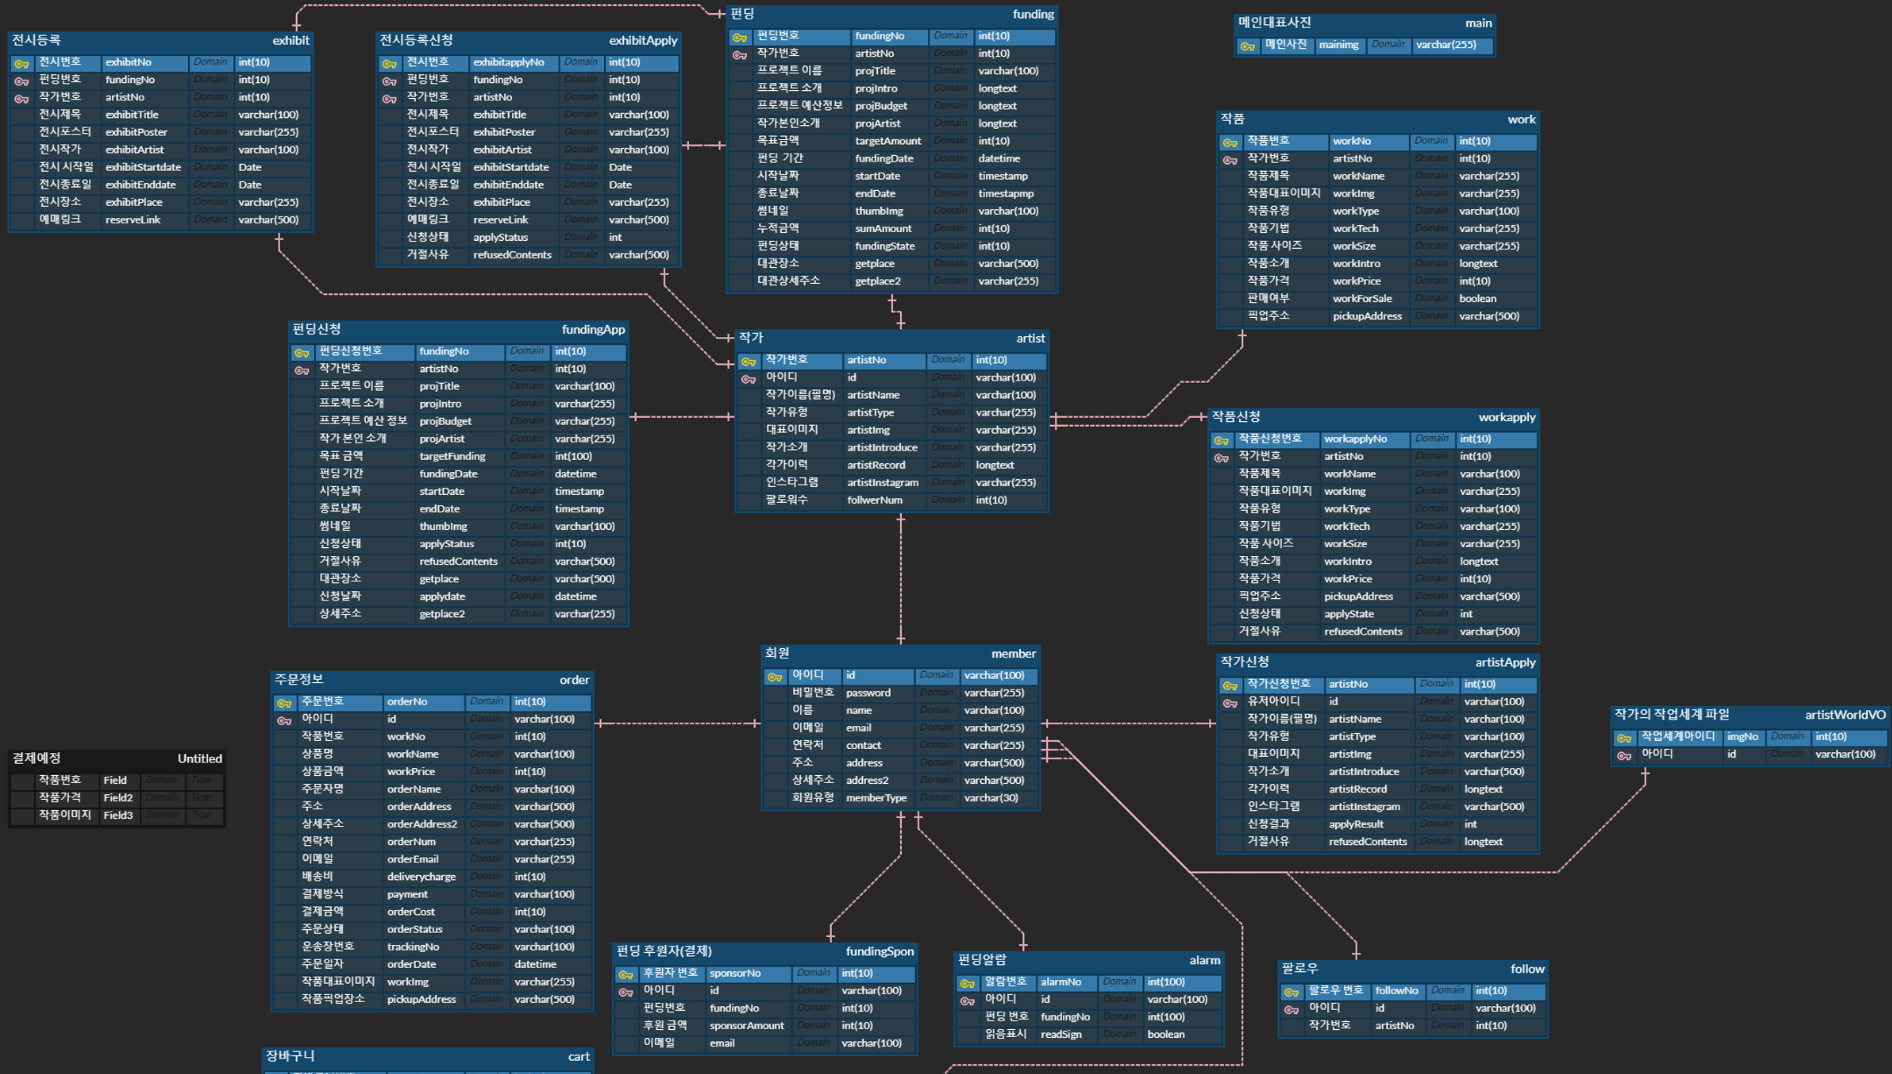 전시등록 exhibit
전시번호 exhibitNo Domain int(10)
펀딩번호 fundingNo Domain int(10)
작가번호 artistNo Domain int(10)
전시제목 exhibitTitle Domain varchar(100)
전시포스터 exhibitPoster Domain varchar(255)
전시작가 exhibitArtist Domain varchar(100)
전시 시작일 exhibitStartdate Domain Date
전시종료일 exhibitEnddate Domain Date
전시장소 exhibitPlace Domain varchar(255)
예매링크 reserveLink Domain varchar(500)
전시등록신청 exhibitApply
전시번호 exhibitapplyNo Domain int(10)
펀딩번호 fundingNo Domain int(10)
작가번호 artistNo Domain int(10)
전시제목 exhibitTitle Domain varchar(100)
전시포스터 exhibitPoster Domain varchar(255)
전시작가 exhibitArtist Domain varchar(100)
전시 시작일 exhibitStartdate Domain Date
전시종료일 exhibitEnddate Domain Date
전시장소 exhibitPlace Domain varchar(255)
예매링크 reserveLink Domain varchar(500)
신청상태 applyStatus Domain int
거절사유 refusedContents Domain varchar(500)
펀딩 funding
펀딩번호 fundingNo Domain int(10)
작가번호 artistNo Domain int(10)
프로젝트 이름 projTitle Domain varchar(100)
프로젝트 소개 projIntro Domain longtext
프로젝트 예산정보 projBudget Domain longtext
작가본인소개 projArtist Domain longtext
목표금액 targetAmount Domain int(10)
펀딩 기간 fundingDate Domain datetime
시작날짜 startDate Domain timestamp
종료날짜 endDate Domain timestapmp
썸네일 thumbImg Domain varchar(100)
누적금액 sumAmount Domain int(10)
펀딩상태 fundingState Domain int(10)
대관장소 getplace Domain varchar(500)
대관상세주소 getplace2 Domain varchar(255)
메인대표사진 main
메인사진 mainimg Domain varchar(255)
작품 work
작품번호 workNo Domain int(10)
작가번호 artistNo Domain int(10)
작품제목 workName Domain varchar(255)
작품대표이미지 workImg Domain varchar(255)
작품유형 workType Domain varchar(100)
작품기법 workTech Domain varchar(255)
작품 사이즈 workSize Domain varchar(255)
작품소개 workIntro Domain longtext
작품가격 workPrice Domain int(10)
판매여부 workForSale Domain boolean
픽업주소 pickupAddress Domain varchar(500)
펀딩신청 fundingApp
펀딩신청번호 fundingNo Domain int(10)
작가번호 artistNo Domain int(10)
프로젝트 이름 projTitle Domain varchar(100)
프로젝트 소개 projIntro Domain varchar(255)
프로젝트 예산 정보 projBudget Domain varchar(255)
작가 본인 소개 projArtist Domain varchar(255)
목표 금액 targetFunding Domain int(100)
펀딩 기간 fundingDate Domain datetime
시작날짜 startDate Domain timestamp
종료날짜 endDate Domain timestamp
썸네일 thumbImg Domain varchar(100)
신청상태 applyStatus Domain int(10)
거절사유 refusedContents Domain varchar(500)
대관장소 getplace Domain varchar(500)
신청날짜 applydate Domain datetime
상세주소 getplace2 Domain varchar(255)
작가 artist
작가번호 artistNo Domain int(10)
아이디 id Domain varchar(100)
작가이름(필명) artistName Domain varchar(100)
작가유형 artistType Domain varchar(255)
대표이미지 artistImg Domain varchar(255)
작가소개 artistIntroduce Domain varchar(255)
각가이력 artistRecord Domain longtext
인스타그램 artistInstagram Domain varchar(255)
팔로워수 follwerNum Domain int(10)
작품신청 workapply
작품신청번호 workapplyNo Domain int(10)
작가번호 artistNo Domain int(10)
작품제목 workName Domain varchar(100)
작품대표이미지 workImg Domain varchar(255)
작품유형 workType Domain varchar(100)
작품기법 workTech Domain varchar(255)
작품 사이즈 workSize Domain varchar(255)
작품소개 workIntro Domain longtext
작품가격 workPrice Domain int(10)
픽업주소 pickupAddress Domain varchar(500)
신청상태 applyState Domain int
거절사유 refusedContents Domain varchar(500)
회원 member
아이디 id Domain varchar(100)
비밀번호 password Domain varchar(255)
이름 name Domain varchar(100)
이메일 email Domain varchar(255)
연락처 contact Domain varchar(255)
주소 address Domain varchar(500)
상세주소 address2 Domain varchar(500)
회원유형 memberType Domain varchar(30)
작가신청 artistApply
작가신청번호 artistNo Domain int(10)
유저아이디 id Domain varchar(100)
작가이름(필명) artistName Domain varchar(100)
작가유형 artistType Domain varchar(100)
대표이미지 artistImg Domain varchar(255)
작가소개 artistIntroduce Domain varchar(500)
각가이력 artistRecord Domain longtext
인스타그램 artistInstagram Domain varchar(500)
신청결과 applyResult Domain int
거절사유 refusedContents Domain longtext
작가의 작업세계 파일 artistWorldVO
작업세계아이디 imgNo Domain int(10)
아이디 id Domain varchar(100)
주문정보 order
주문번호 orderNo Domain int(10)
아이디 id Domain varchar(100)
작품번호 workNo Domain int(10)
상품명 workName Domain varchar(100)
상품금액 workPrice Domain int(10)
주문자명 orderName Domain varchar(100)
주소 orderAddress Domain varchar(500)
상세주소 orderAddress2 Domain varchar(500)
연락처 orderNum Domain varchar(255)
이메일 orderEmail Domain varchar(255)
배송비 deliverycharge Domain int(10)
결제방식 payment Domain varchar(100)
결제금액 orderCost Domain int(10)
주문상태 orderStatus Domain varchar(100)
운송장번호 trackingNo Domain varchar(100)
주문일자 orderDate Domain datetime
작품대표이미지 workImg Domain varchar(255)
작품픽업장소 pickupAddress Domain varchar(500)
결제예정 Untitled
작품번호 Field Domain Type
작품가격 Field2 Domain Type
작품이미지 Field3 Domain Type
펀딩 후원자(결제) fundingSpon
후원자 번호 sponsorNo Domain int(10)
아이디 id Domain varchar(100)
펀딩번호 fundingNo Domain int(10)
후원 금액 sponsorAmount Domain int(10)
이메일 email Domain varchar(100)
펀딩알람 alarm
알람번호 alarmNo Domain int(100)
아이디 id Domain varchar(100)
펀딩 번호 fundingNo Domain int(100)
읽음표시 readSign Domain boolean
팔로우 follow
팔로우 번호 followNo Domain int(10)
아이디 id Domain varchar(100)
작가번호 artistNo Domain int(10)
장바구니 cart